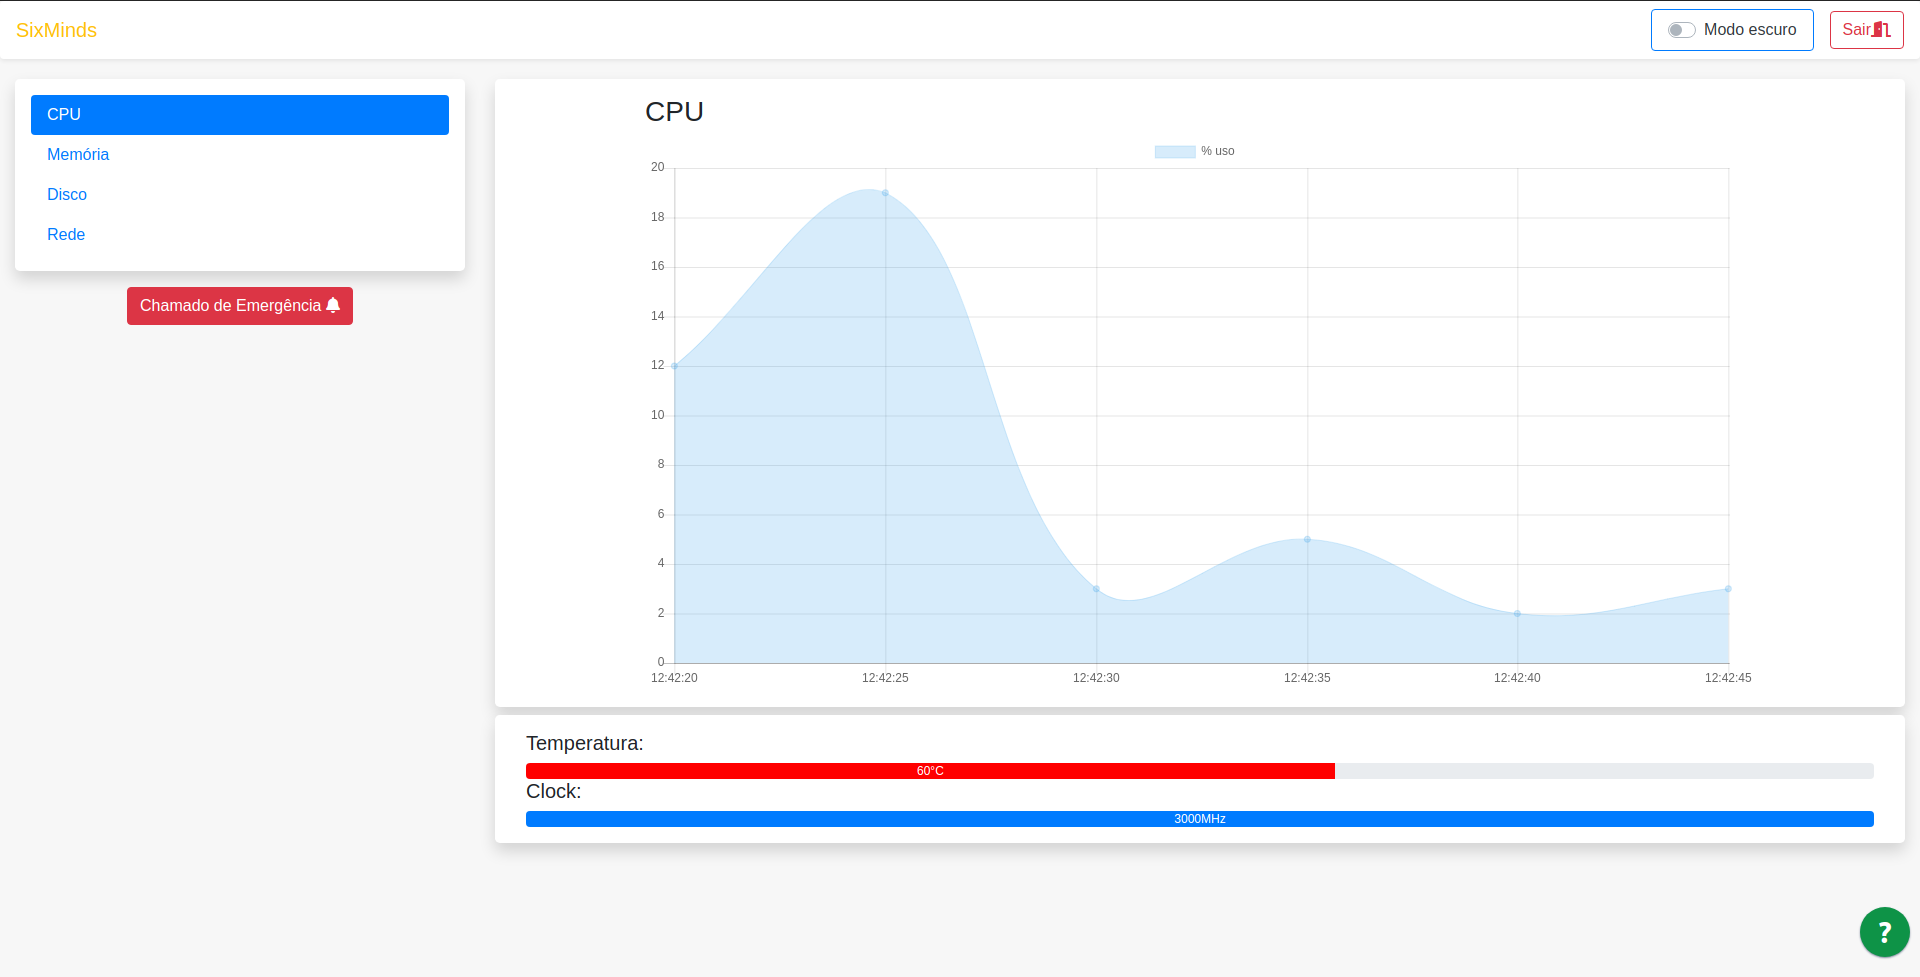 SixMinds
Modo escuro
Sair
CPU
Memória
Disco
Rede
Chamado de Emergência
CPU
% uso
20
18
16
14
12
10
8
6
4
2
0
12:42:20 12:42:25 12:42:30 12:42:35 12:42:40 12:42:45
Temperatura:
60°C
Clock:
3000MHz
?